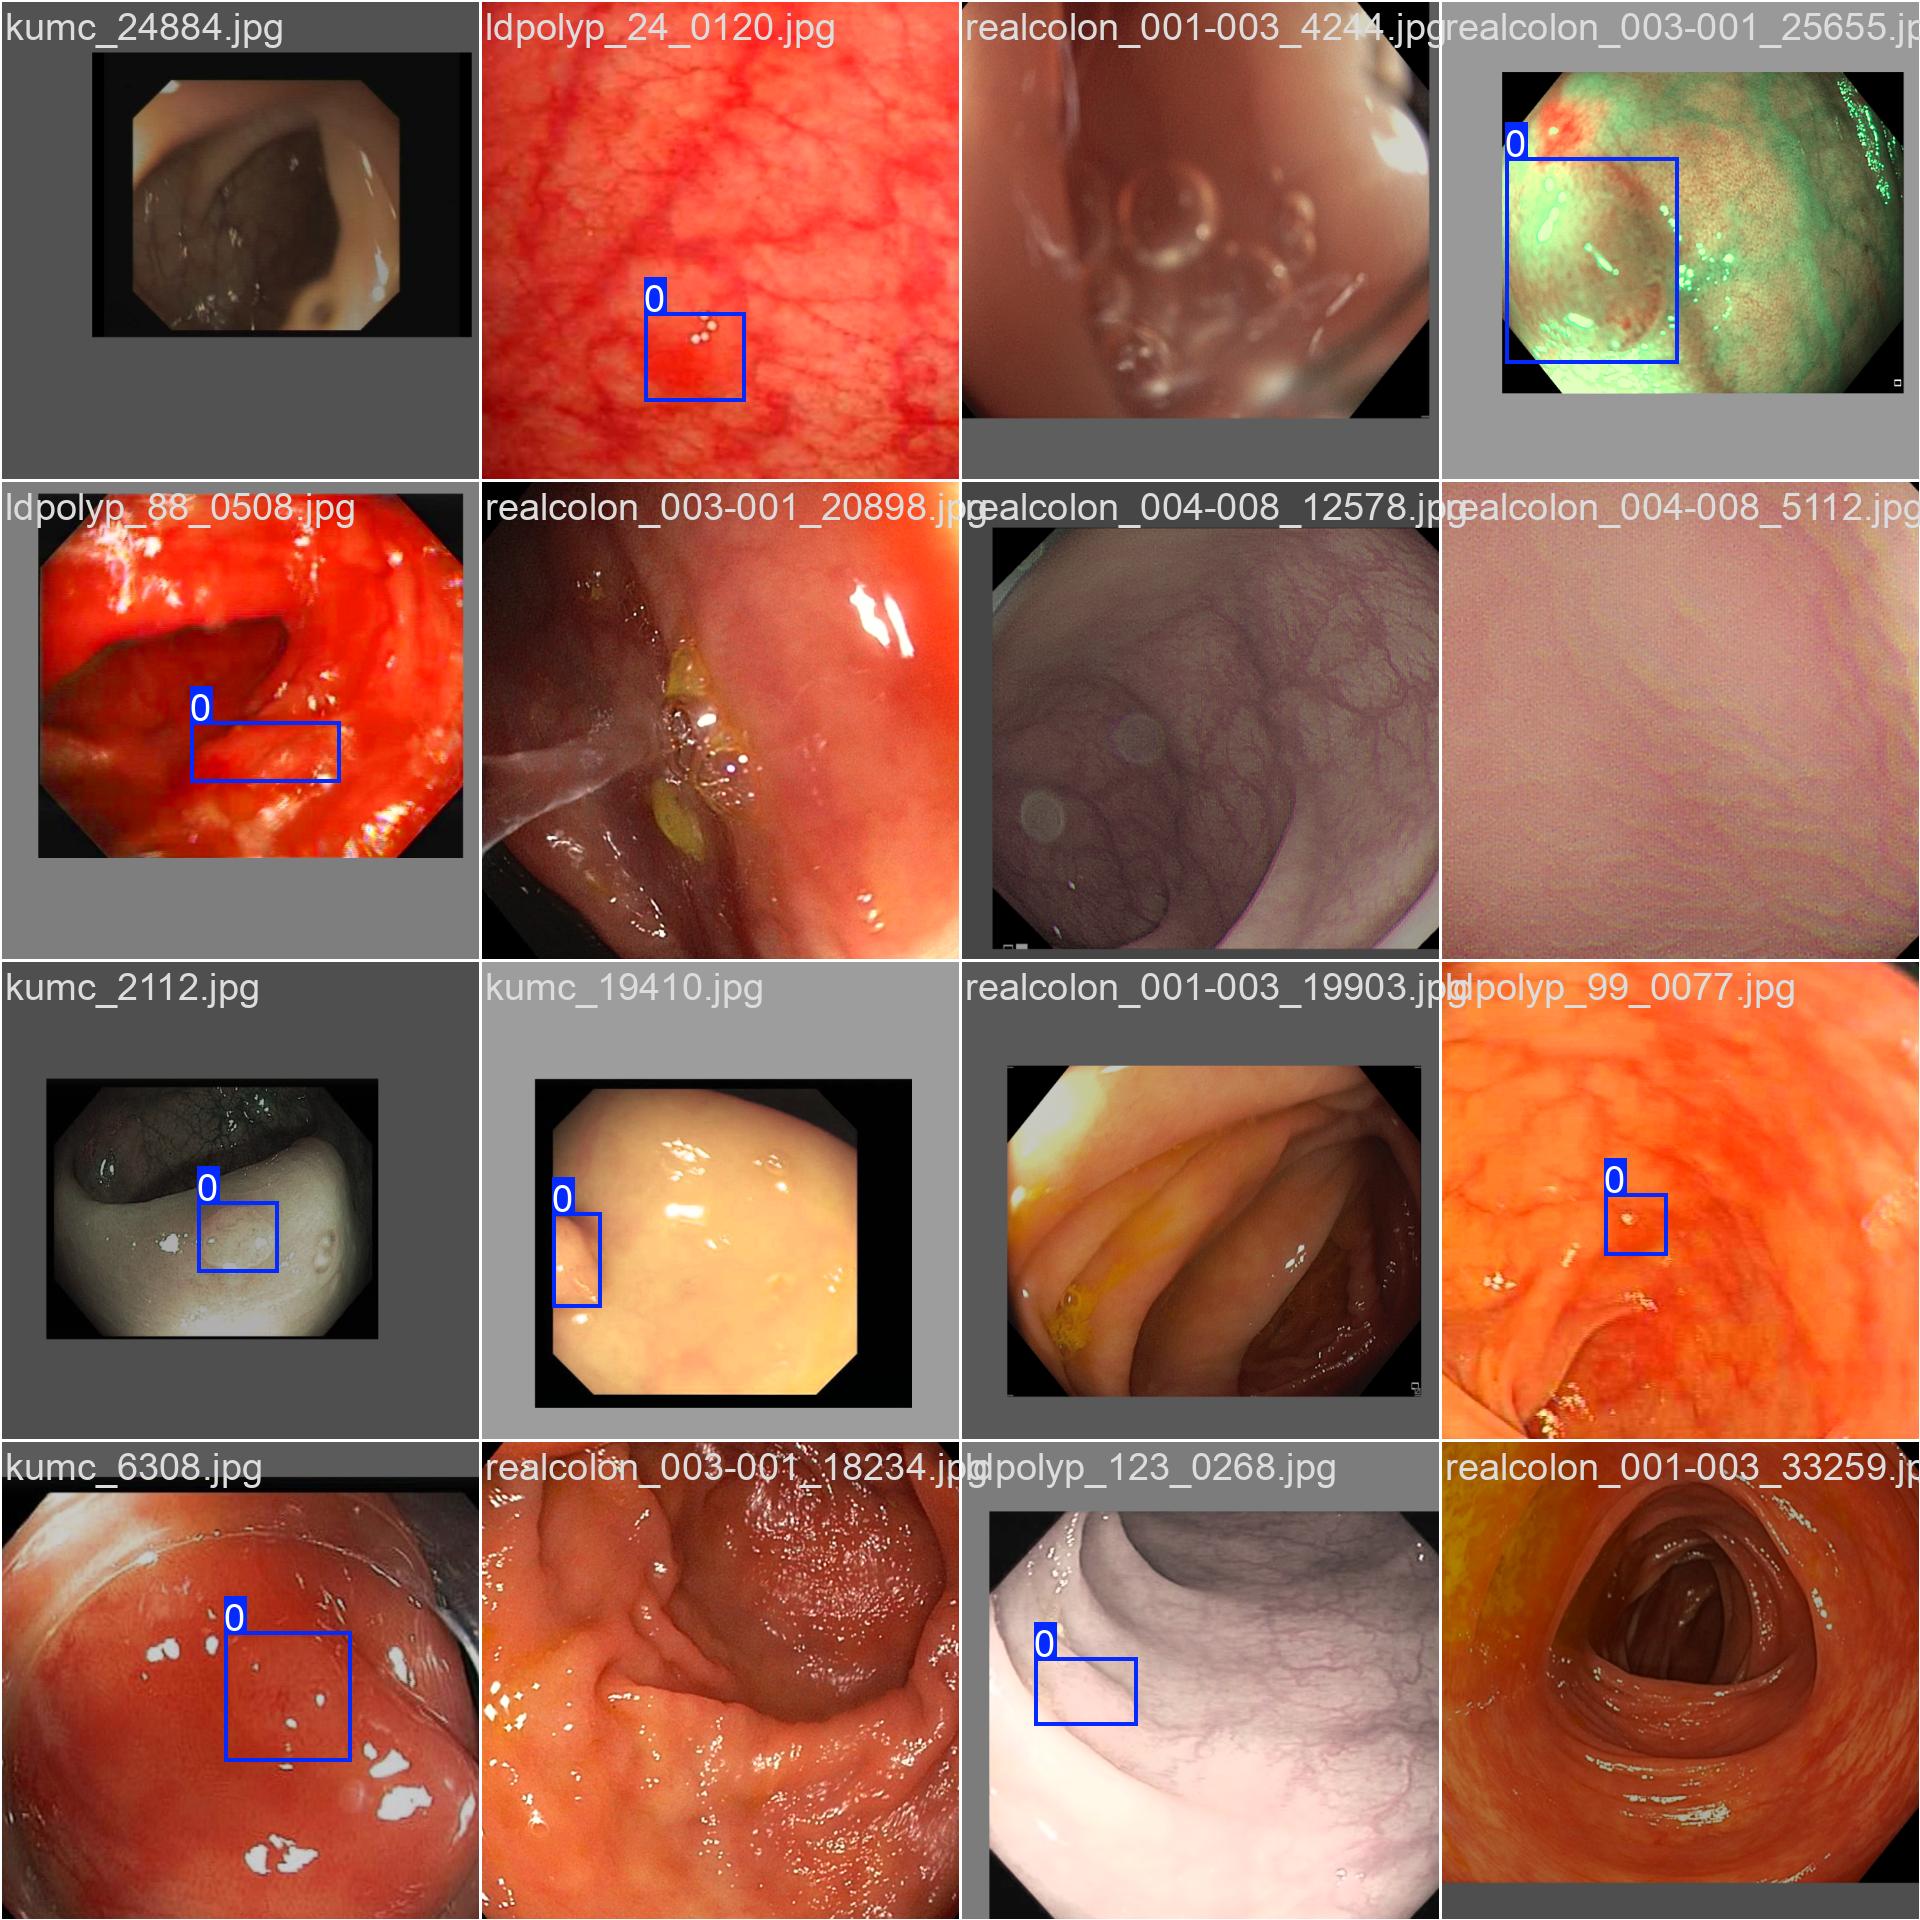 kumc_24884.jpg
ldpolyp_24_0120.jpg
realcolon_001-003_4244.jpg
realcolon_003-001_25655.jp
0
0
ldpolyp_88_0508.jpg
realcolon_003-001_20898.jpg
realcolon_004-008_12578.jpg
realcolon_004-008_5112.jpg
0
kumc_2112.jpg
kumc_19410.jpg
realcolon_001-003_19903.jpg
ldpolyp_99_0077.jpg
0
0
0
kumc_6308.jpg
realcolon_003-001_18234.jpg
ldpolyp_123_0268.jpg
realcolon_001-003_33259.jp
0
0